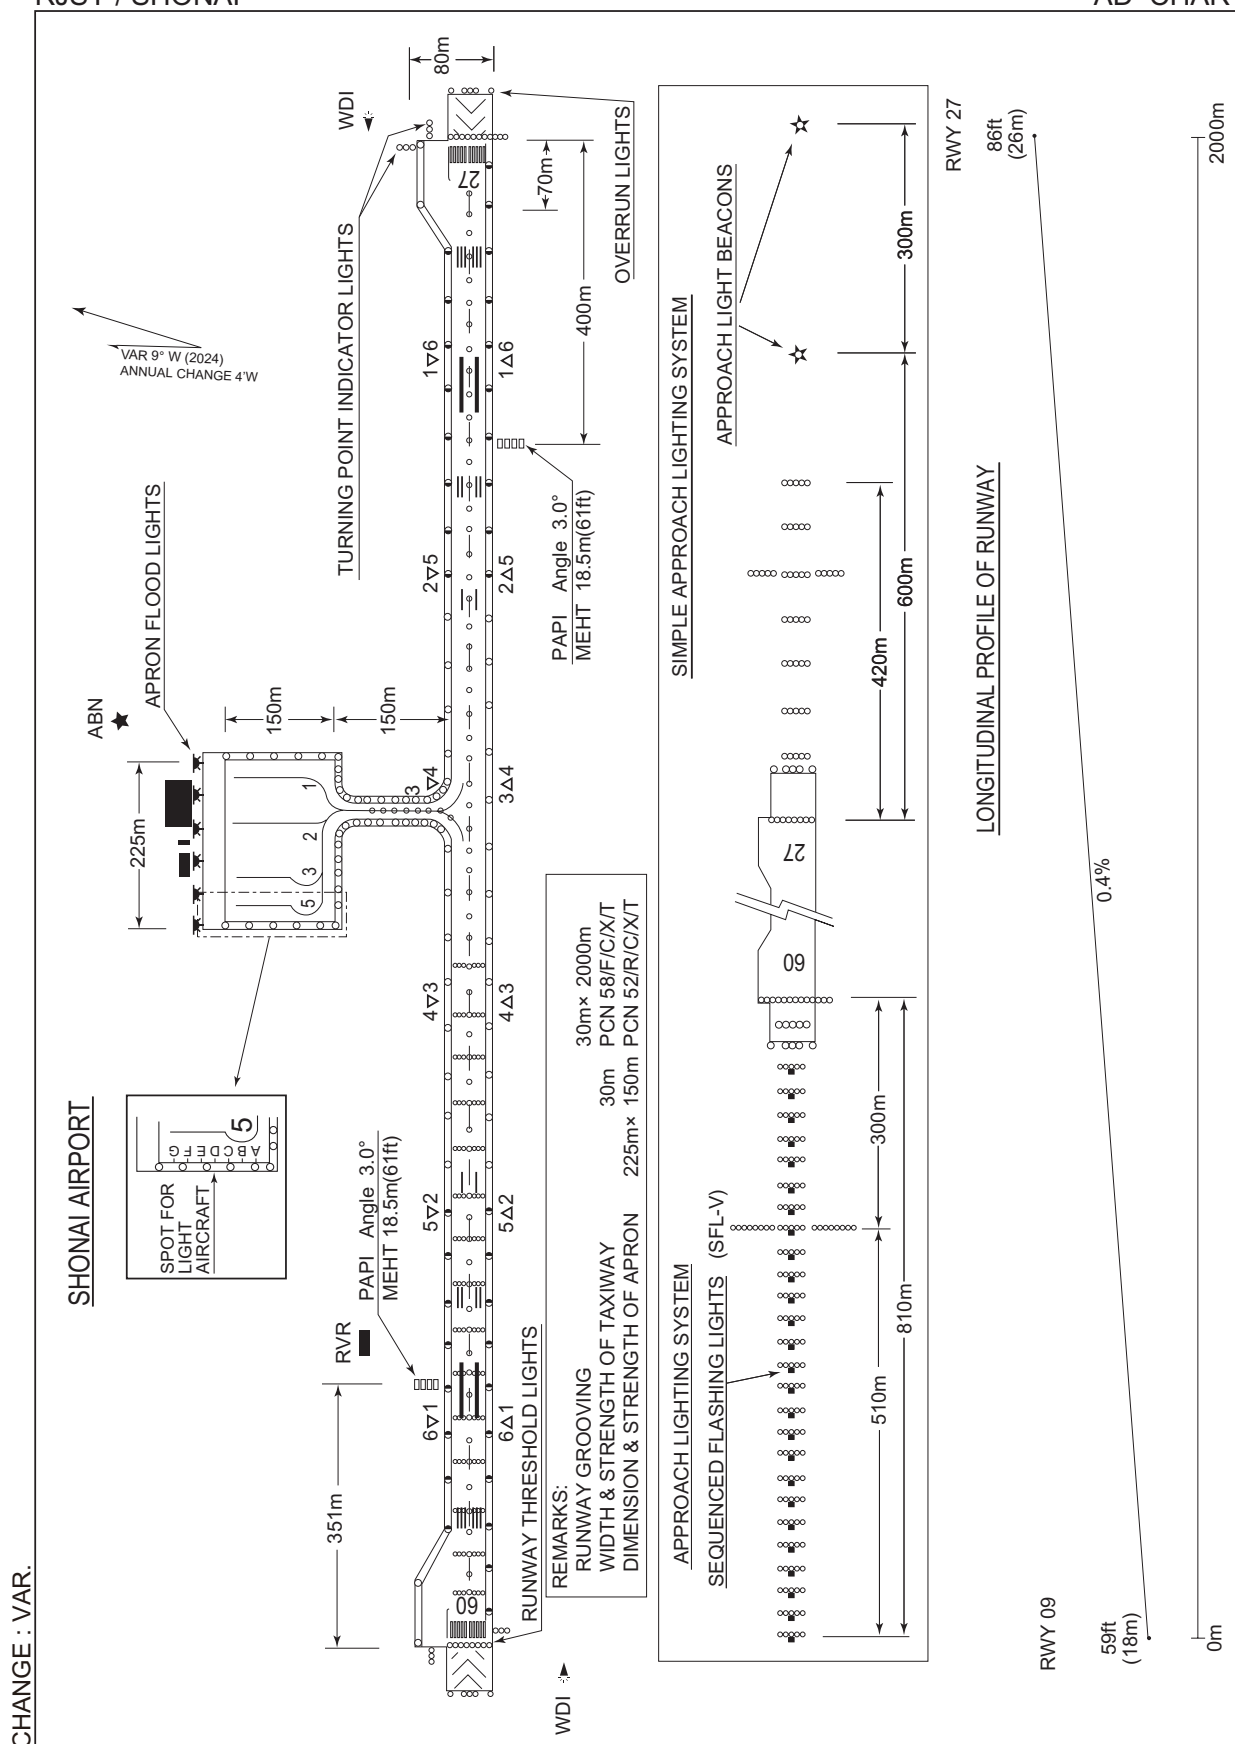 RJSY / SHONAI
AD CHAR
CHANGE : VAR.
SHONAI AIRPORT
VAR 9° W (2024)
ANNUAL CHANGE 4'W
SPOT FOR
LIGHT
AIRCRAFT
A B C D E F G
5
225m
ABN
APRON FLOOD LIGHTS
150m
150m
5
3
2
1
TURNING POINT INDICATOR LIGHTS
WDI
80m
351m
RVR
PAPI Angle 3.0°
MEHT 18.5m(61ft)
6▽1
5▽2
4▽3
3▽4
2▽5
1▽6
09
27
6△1
5△2
4△3
3△4
2△5
1△6
WDI
RUNWAY THRESHOLD LIGHTS
PAPI Angle 3.0°
MEHT 18.5m(61ft)
400m
70m
OVERRUN LIGHTS
REMARKS:
RUNWAY GROOVING 30m× 2000m
WIDTH & STRENGTH OF TAXIWAY 30m PCN 58/F/C/X/T
DIMENSION & STRENGTH OF APRON 225m× 150m PCN 52/R/C/X/T
APPROACH LIGHTING SYSTEM
SEQUENCED FLASHING LIGHTS (SFL-V)
SIMPLE APPROACH LIGHTING SYSTEM
APPROACH LIGHT BEACONS
09
27
510m
300m
810m
420m
600m
300m
LONGITUDINAL PROFILE OF RUNWAY
RWY 09
59ft
(18m)
0.4%
RWY 27
86ft
(26m)
0m
2000m